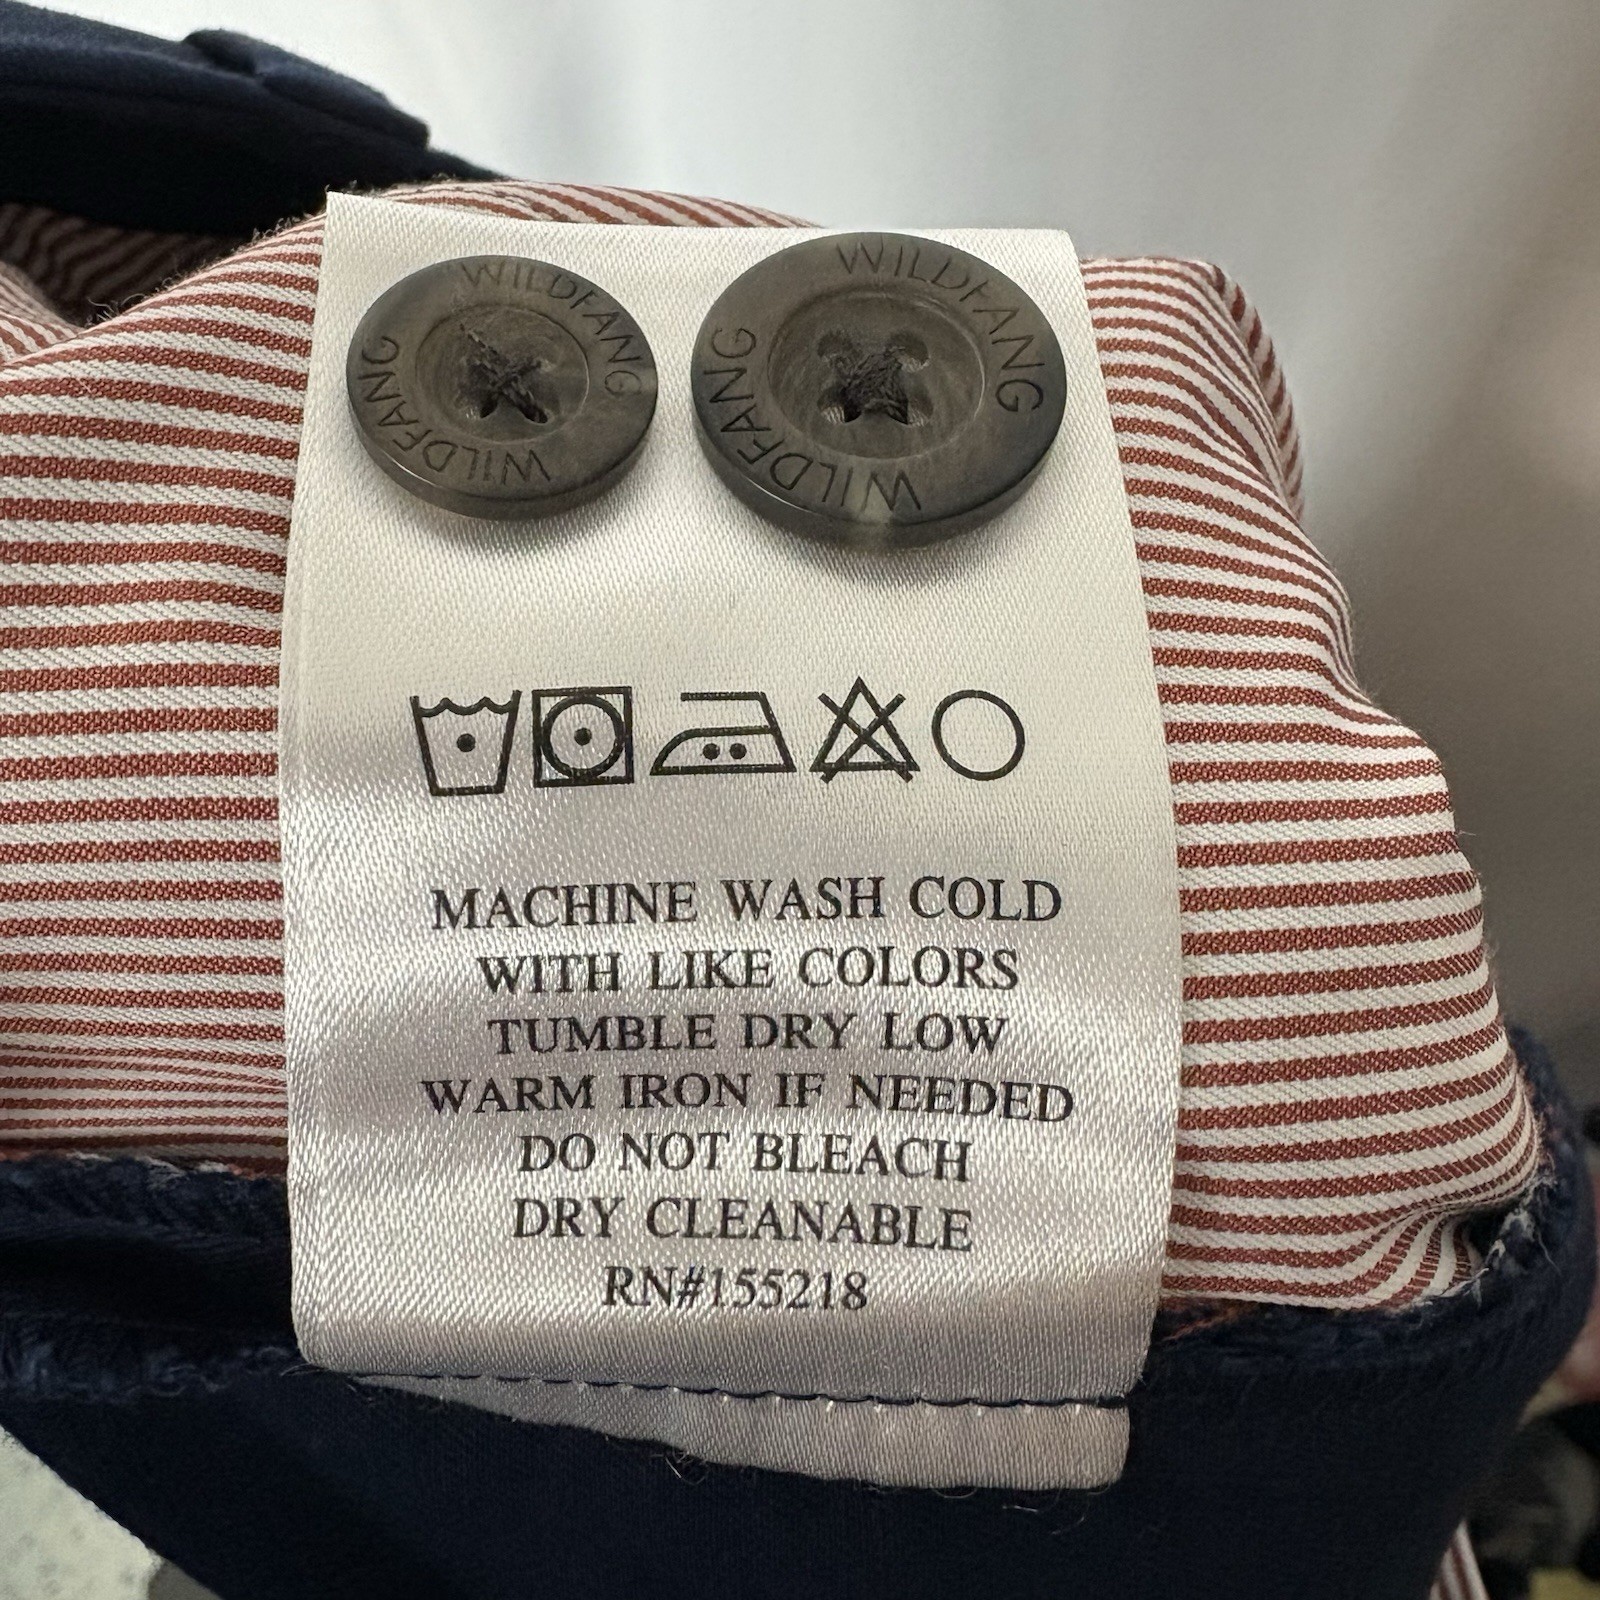 WILDFANG WILDFANG
WILDFANG WILDFANG
MACHINE WASH COLD
WITH LIKE COLORS
TUMBLE DRY LOW
WARM IRON IF NEEDED
DO NOT BLEACH
DRY CLEANABLE
RN#155218